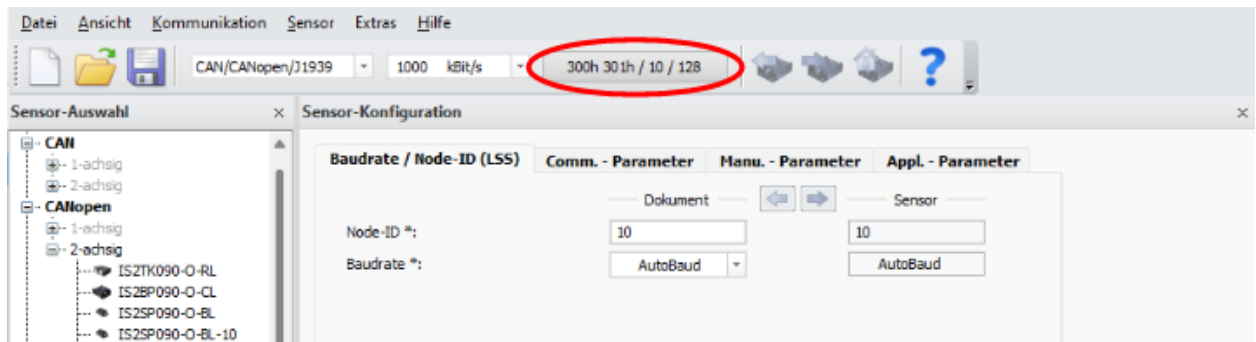 Datei Ansicht Kommunikation Sensor Extras Hilfe
CAN/CANopen/J1939 1000 kBit/s 300h 301h / 10 / 128 ?
Sensor-Auswahl × Sensor-Konfiguration ×
CAN
1-achsig
2-achsig
CANopen
1-achsig
2-achsig
IS2TK090-O-RL
IS2BP090-O-CL
IS2SP090-O-BL
IS2SP090-O-BL-10
Baudrate / Node-ID (LSS) Comm. - Parameter Manu. - Parameter Appl. - Parameter
Dokument Sensor
Node-ID *: 10 10
Baudrate *: AutoBaud AutoBaud